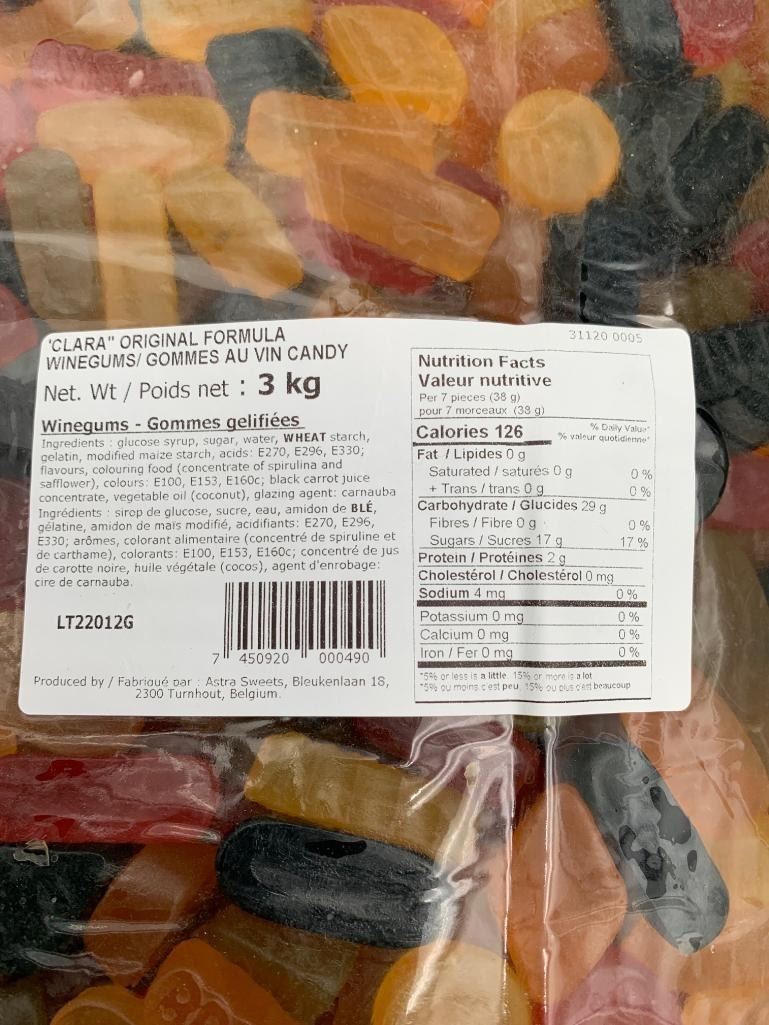 'CLARA" ORIGINAL FORMULA
WINEGUMS/ GOMMES AU VIN CANDY
Net. Wt / Poids net : 3 kg
Winegums - Gommes gelifiées
Ingredients : glucose syrup, sugar, water, WHEAT starch,
gelatin, modified maize starch, acids: E270, E296, E330;
flavours, colouring food (concentrate of spirulina and
safflower), colours: E100, E153, E160c; black carrot juice
concentrate, vegetable oil (coconut), glazing agent: carnauba
Ingrédients : sirop de glucose, sucre, eau, amidon de BLÉ,
gélatine, amidon de maïs modifié, acidifiants: E270, E296,
E330; arômes, colorant alimentaire (concentré de spiruline et
de carthame), colorants: E100, E153, E160c; concentré de jus
de carotte noire, huile végétale (cocos), agent d'enrobage:
cire de carnauba.
LT22012G
7 450920 000490
Produced by / Fabriqué par : Astra Sweets, Bleukenlaan 18,
2300 Turnhout, Belgium.
31120 0005
Nutrition Facts
Valeur nutritive
Per 7 pieces (38 g)
pour 7 morceaux (38 g)
Calories 126
% Daily Value*
% valeur quotidienne*
Fat / Lipides 0 g
Saturated / saturés 0 g 0 %
+ Trans / trans 0 g 0 %
Carbohydrate / Glucides 29 g
Fibres / Fibre 0 g 0 %
Sugars / Sucres 17 g 17 %
Protein / Protéines 2 g
Cholestérol / Cholestérol 0 mg
Sodium 4 mg 0 %
Potassium 0 mg 0 %
Calcium 0 mg 0 %
Iron / Fer 0 mg 0 %
*5% or less is a little, 15% or more is a lot
*5% ou moins c'est peu, 15% ou plus c'est beaucoup